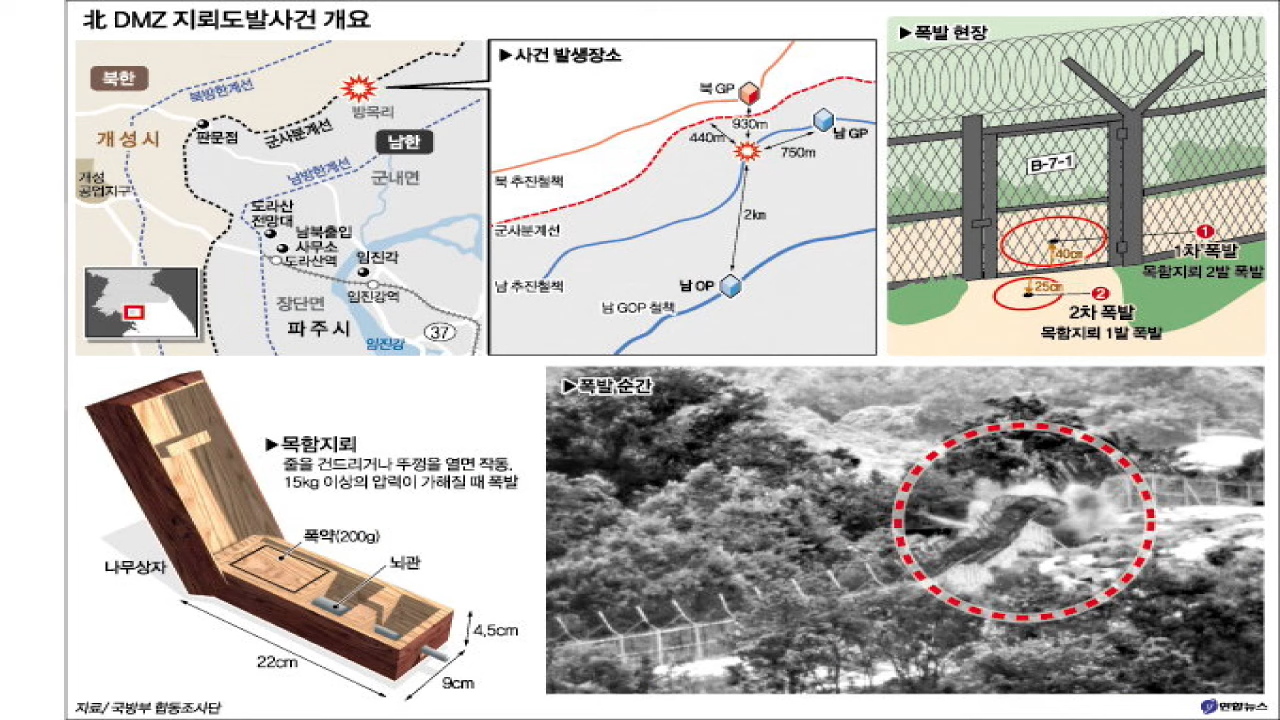 北 DMZ 지뢰도발사건 개요
북한
북방한계선
방목리
개성시
판문점
군사분계선
남한
남방한계선
군내면
개성
공업지구
도라산
전망대
남북출입
사무소
도라산역
임진각
임진강역
장단면
파주시
37
임진강
▶사건 발생장소
북 GP
930m
440m
남 GP
750m
북 추진철책
2㎞
군사분계선
남 추진철책
남 OP
남 GOP 철책
▶폭발 현장
B-7-1
1
1차 폭발
40㎝
목함지뢰 2발 폭발
25㎝
2
2차 폭발
목함지뢰 1발 폭발
▶목함지뢰
줄을 건드리거나 뚜껑을 열면 작동.
15kg 이상의 압력이 가해질 때 폭발
폭약(200g)
뇌관
나무상자
4.5cm
22cm
9cm
▶폭발 순간
자료/ 국방부 합동조사단
연합뉴스